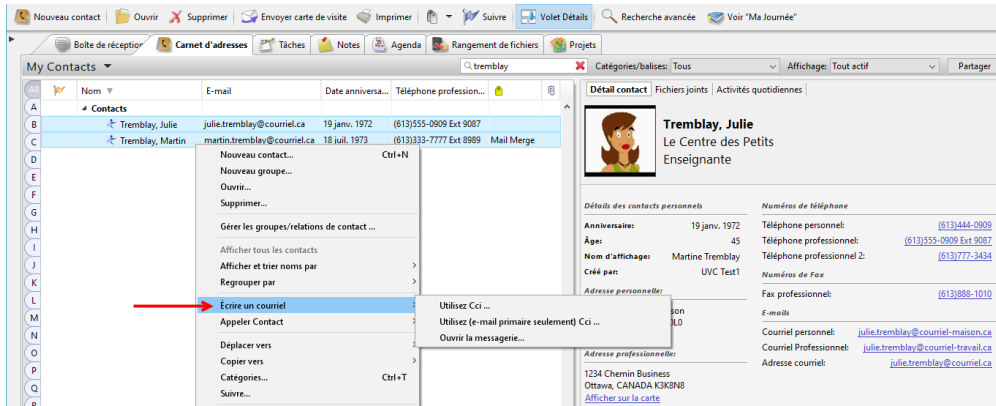 Nouveau contact Ouvrir Supprimer Envoyer carte de visite Imprimer Suivre Volet Détails Recherche avancée Voir "Ma Journée"
Boîte de réception Carnet d'adresses Tâches Notes Agenda Rangement de fichiers Projets
My Contacts tremblay Catégories/balises: Tous Affichage: Tout actif Partager
All Nom E-mail Date anniversa... Téléphone profession...
A Contacts
B Tremblay, Julie julie.tremblay@courriel.ca 19 janv. 1972 (613)555-0909 Ext 9087
C Tremblay, Martin martin.tremblay@courriel.ca 18 juil. 1973 (613)333-7777 Ext 8989 Mail Merge
D
E
F
G
H
I
J
K
L
M
N
O
P
Q
R
Nouveau contact... Ctrl+N
Nouveau groupe...
Ouvrir...
Supprimer...
Gérer les groupes/relations de contact ...
Afficher tous les contacts
Afficher et trier noms par
Regrouper par
Écrire un courriel
Appeler Contact
Déplacer vers
Copier vers
Catégories... Ctrl+T
Suivre...
Utilisez Cci ...
Utilisez (e-mail primaire seulement) Cci ...
Ouvrir la messagerie...
Détail contact Fichiers joints Activités quotidiennes
Tremblay, Julie
Le Centre des Petits
Enseignante
Détails des contacts personnels
Anniversaire: 19 janv. 1972
Âge: 45
Nom d'affichage: Martine Tremblay
Créé par: UVC Test1
Adresse personnelle:
son
0L0
Adresse professionnelle:
1234 Chemin Business
Ottawa, CANADA K3K8N8
Afficher sur la carte
Numéros de téléphone
Téléphone personnel: (613)444-0909
Téléphone professionnel: (613)555-0909 Ext 9087
Téléphone professionnel 2: (613)777-3434
Numéros de Fax
Fax professionnel: (613)888-1010
E-mails
Courriel personnel: julie.tremblay@courriel-maison.ca
Courriel Professionnel: julie.tremblay@courriel-travail.ca
Adresse courriel: julie.tremblay@courriel.ca